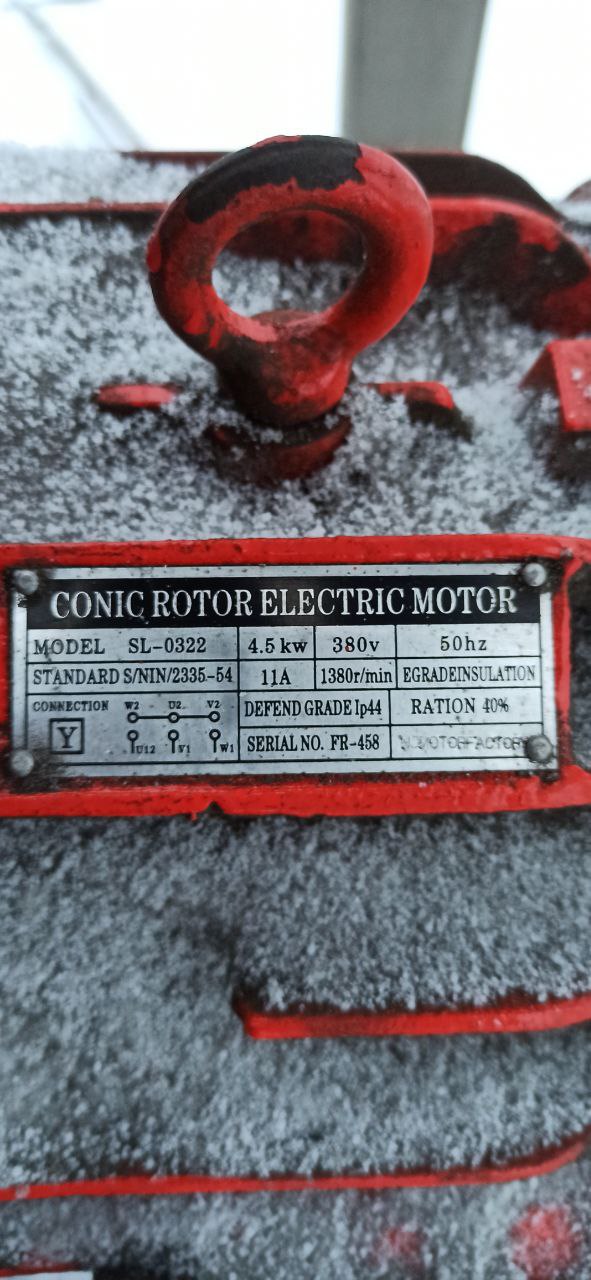 CONIC ROTOR ELECTRIC MOTOR
MODEL SL-0322 4.5 kw 380v 50hz
STANDARD S/NIN/2335-54 11A 1380r/min EGRADEINSULATION
CONNECTION W2 U2 V2 DEFEND GRADE Ip44 RATION 40%
Y U12 V1 W1 SERIAL NO. FR-458